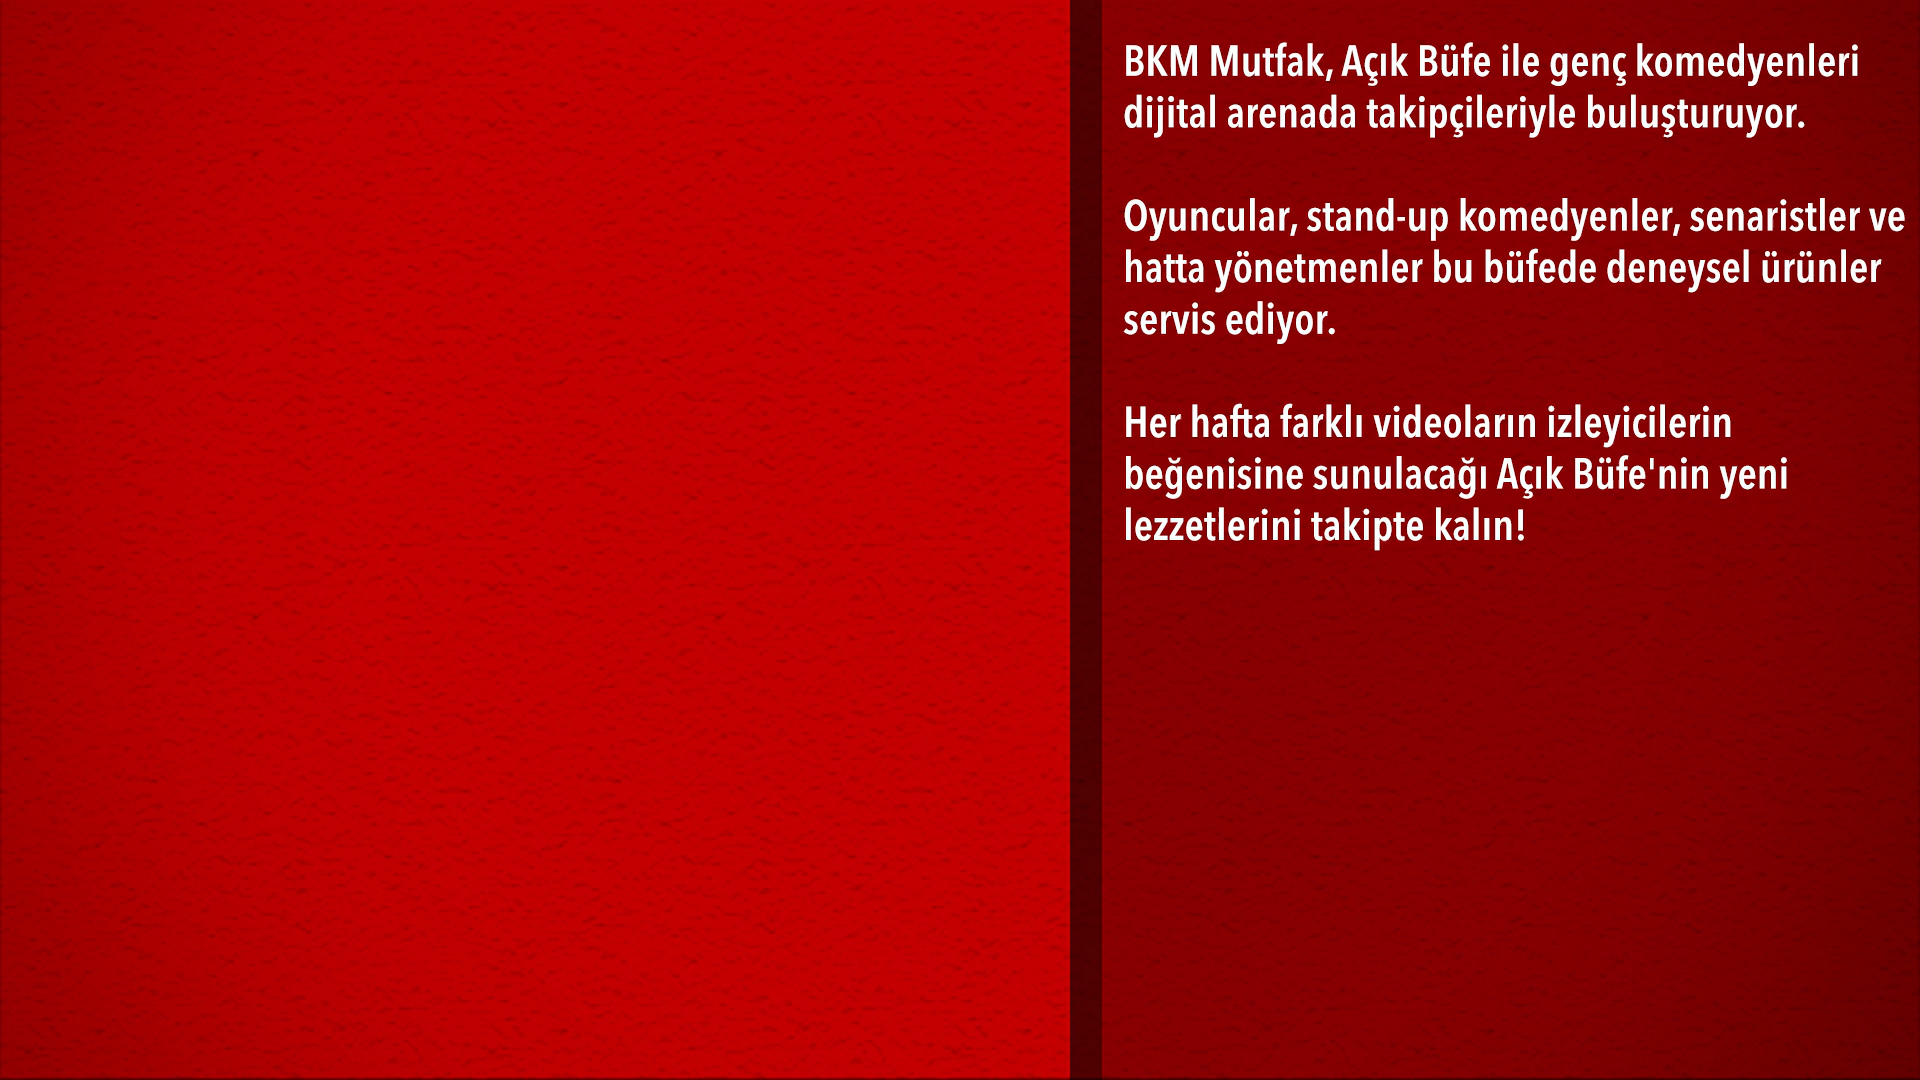 BKM Mutfak, Açık Büfe ile genç komedyenleri
dijital arenada takipçileriyle buluşturuyor.
Oyuncular, stand-up komedyenler, senaristler ve
hatta yönetmenler bu büfede deneysel ürünler
servis ediyor.
Her hafta farklı videoların izleyicilerin
beğenisine sunulacağı Açık Büfe'nin yeni
lezzetlerini takipte kalın!